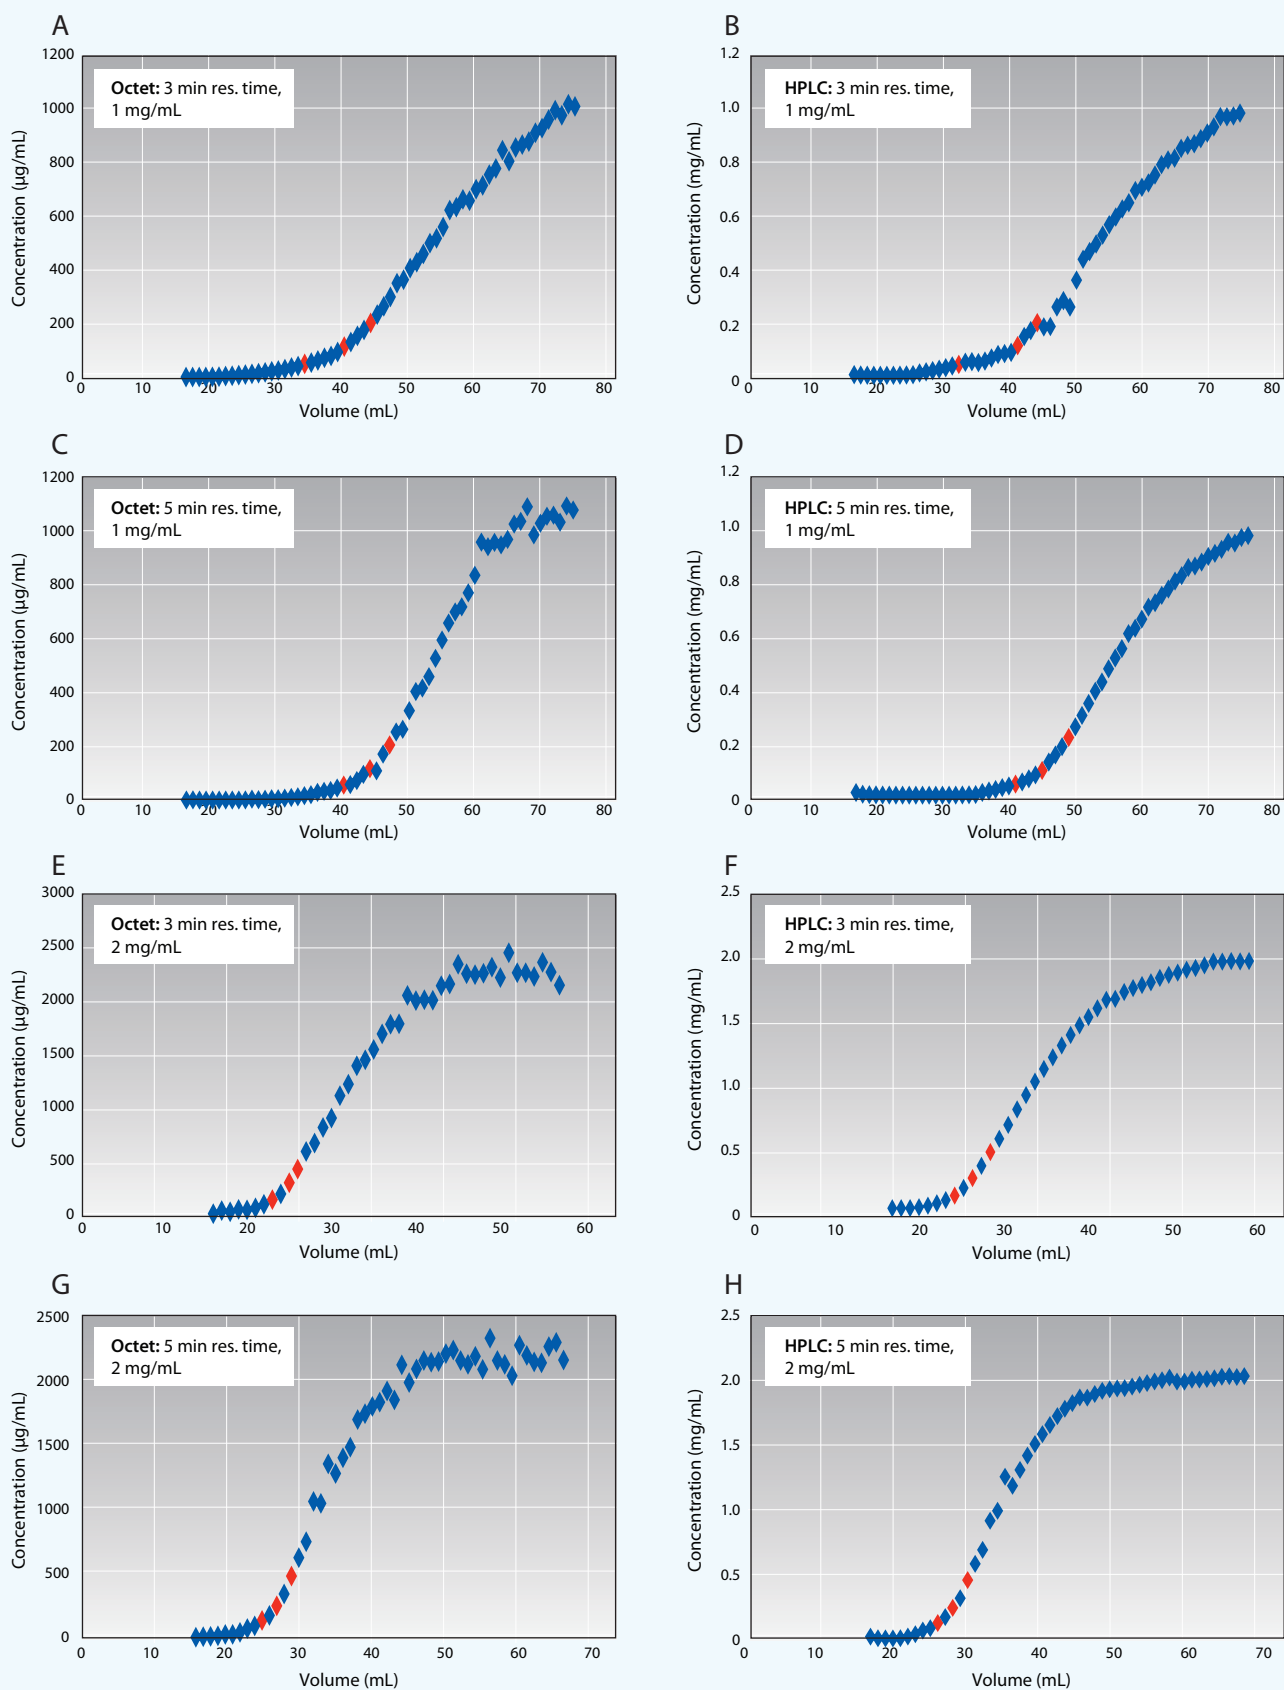 A
Concentration (µg/mL)
1200
1000
800
600
400
200
0
Octet: 3 min res. time,
1 mg/mL
0 10 20 30 40 50 60 70 80
Volume (mL)
B
Concentration (mg/mL)
1.2
1.0
0.8
0.6
0.4
0.2
0
HPLC: 3 min res. time,
1 mg/mL
0 10 20 30 40 50 60 70 80
Volume (mL)
C
Concentration (µg/mL)
1200
1000
800
600
400
200
0
Octet: 5 min res. time,
1 mg/mL
0 10 20 30 40 50 60 70 80
Volume (mL)
D
Concentration (mg/mL)
1.2
1.0
0.8
0.6
0.4
0.2
0
HPLC: 5 min res. time,
1 mg/mL
0 10 20 30 40 50 60 70 80
Volume (mL)
E
Concentration (µg/mL)
3000
2500
2000
1500
1000
500
0
Octet: 3 min res. time,
2 mg/mL
0 10 20 30 40 50 60
Volume (mL)
F
Concentration (mg/mL)
2.5
2.0
1.5
1.0
0.5
0
HPLC: 3 min res. time,
2 mg/mL
0 10 20 30 40 50 60
Volume (mL)
G
Concentration (µg/mL)
2500
2000
1500
1000
500
0
Octet: 5 min res. time,
2 mg/mL
0 10 20 30 40 50 60 70
Volume (mL)
H
Concentration (mg/mL)
2.5
2.0
1.5
1.0
0.5
0
HPLC: 5 min res. time,
2 mg/mL
0 10 20 30 40 50 60 70
Volume (mL)